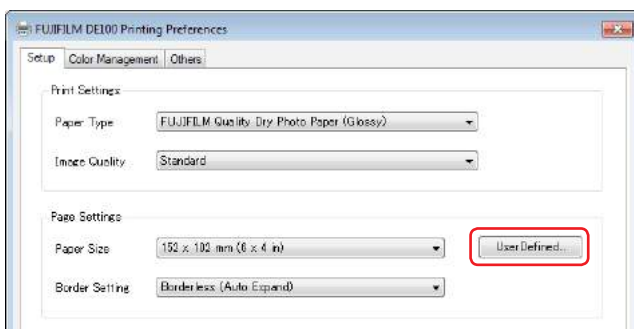 FUJIFILM DE100 Printing Preferences
Setup Color Management Others
Print Settings
Paper Type FUJIFILM Quality Dry Photo Paper (Glossy)
Image Quality Standard
Page Settings
Paper Size 152 x 102 mm (6 x 4 in) User Defined...
Border Setting Borderless (Auto Expand)